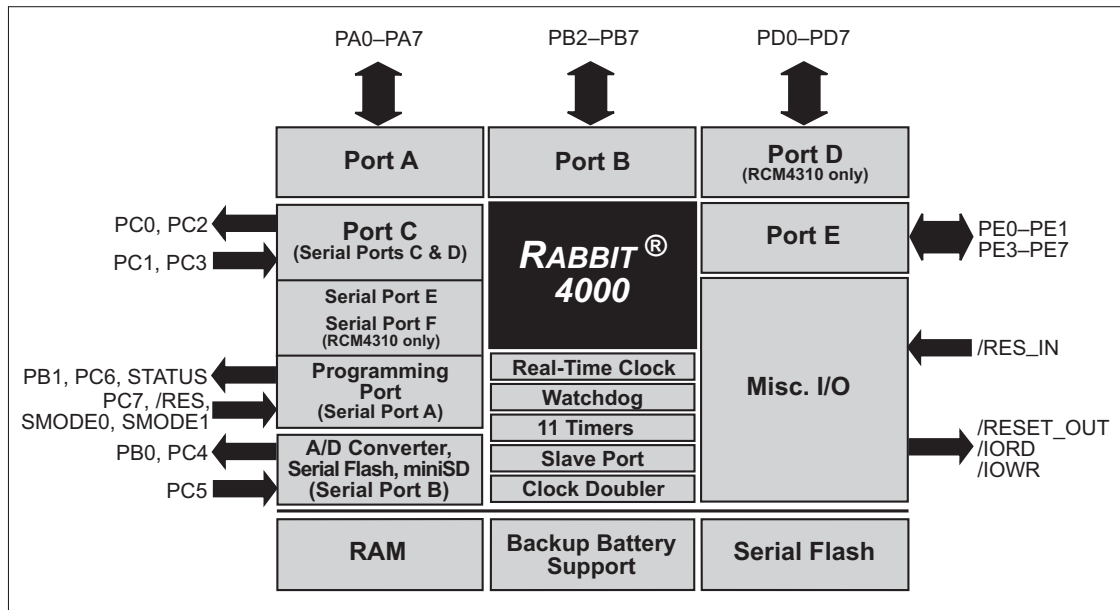 PA0–PA7
PB2–PB7
PD0–PD7
Port A
Port B
Port D
(RCM4310 only)
PC0, PC2
PC1, PC3
Port C
(Serial Ports C & D)
RABBIT ®
4000
Port E
PE0–PE1
PE3–PE7
Serial Port E
Serial Port F
(RCM4310 only)
PB1, PC6, STATUS
PC7, /RES,
SMODE0, SMODE1
Programming
Port
(Serial Port A)
PB0, PC4
PC5
A/D Converter,
Serial Flash, miniSD
(Serial Port B)
Real-Time Clock
Watchdog
11 Timers
Slave Port
Clock Doubler
Misc. I/O
/RES_IN
/RESET_OUT
/IORD
/IOWR
RAM
Backup Battery
Support
Serial Flash